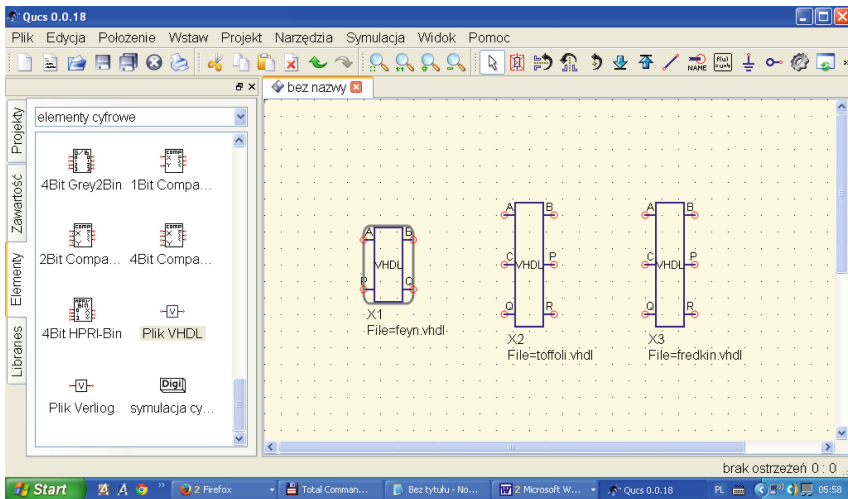 Qucs 0.0.18
Plik Edycja Położenie Wstaw Projekt Narzędzia Symulacja Widok Pomoc
NAME
bez nazwy
Projekty
Zawartość
Elementy
Libraries
elementy cyfrowe
4Bit Grey2Bin 1Bit Compa...
2Bit Compa... 4Bit Compa...
4Bit HPRI-Bin Plik VHDL
Plik Verliog symulacja cy...
A B
P Q
VHDL
X1
File=feyn.vhdl
A B
C VHDL P
Q R
X2
File=toffoli.vhdl
A B
C VHDL P
Q R
X3
File=fredkin.vhdl
brak ostrzeżeń 0 : 0
Start 2 Firefox Total Comman... Bez tytułu - No... 2 Microsoft W... Qucs 0.0.18 PL 05:58